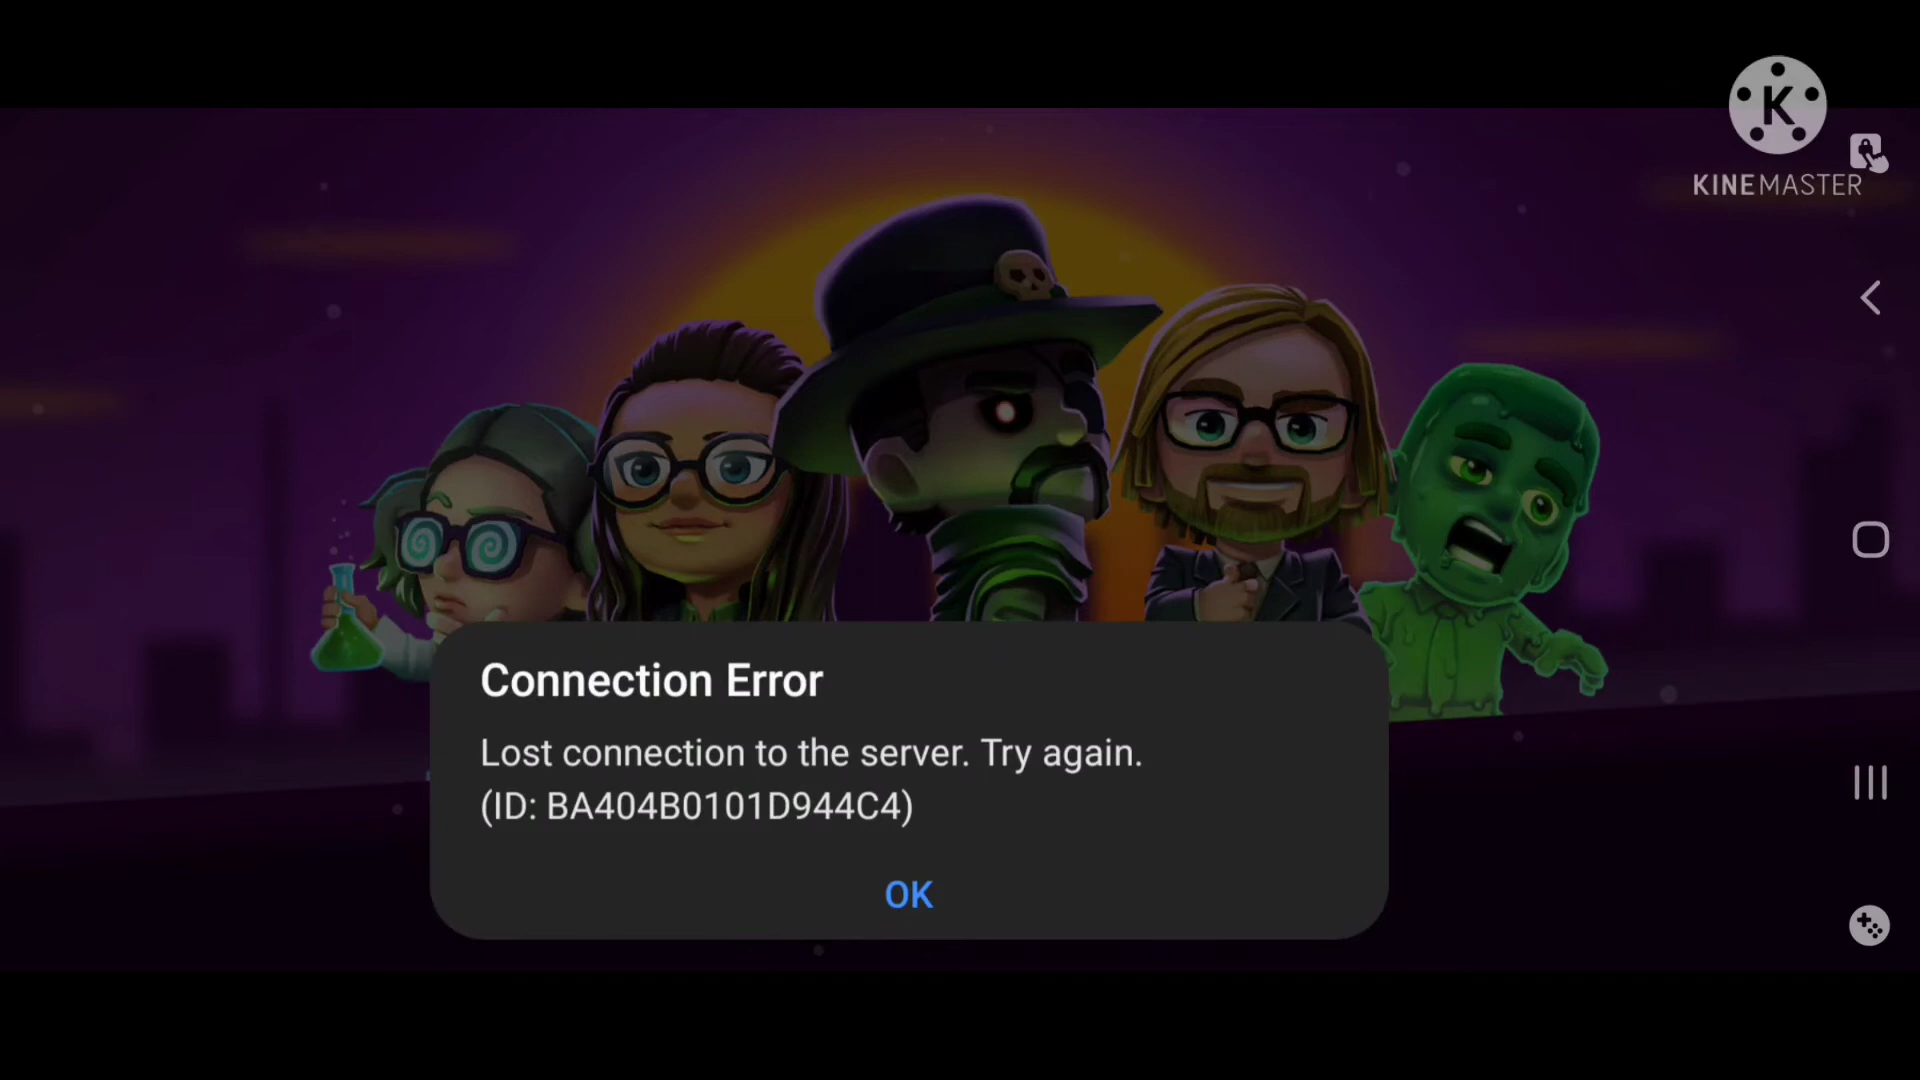 K
KINEMASTER
Connection Error
Lost connection to the server. Try again.
(ID: BA404B0101D944C4)
OK